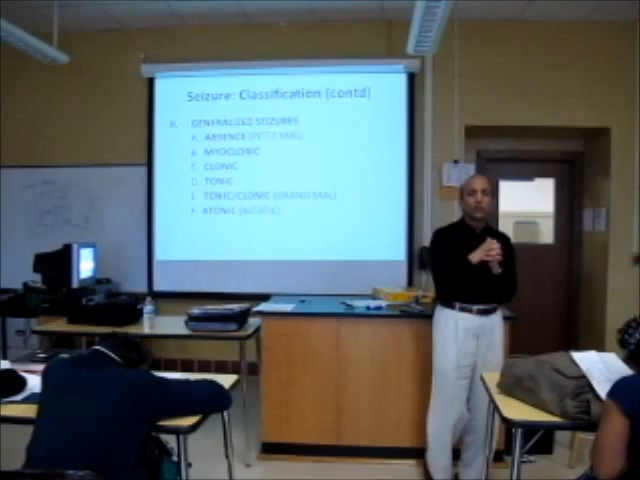 Seizure: Classification (contd)
II. GENERALIZED SEIZURES
A. ABSENCE (PETIT MAL)
B. MYOCLONIC
C. CLONIC
D. TONIC
E. TONIC/CLONIC (GRAND MAL)
F. ATONIC (ASTATIC)